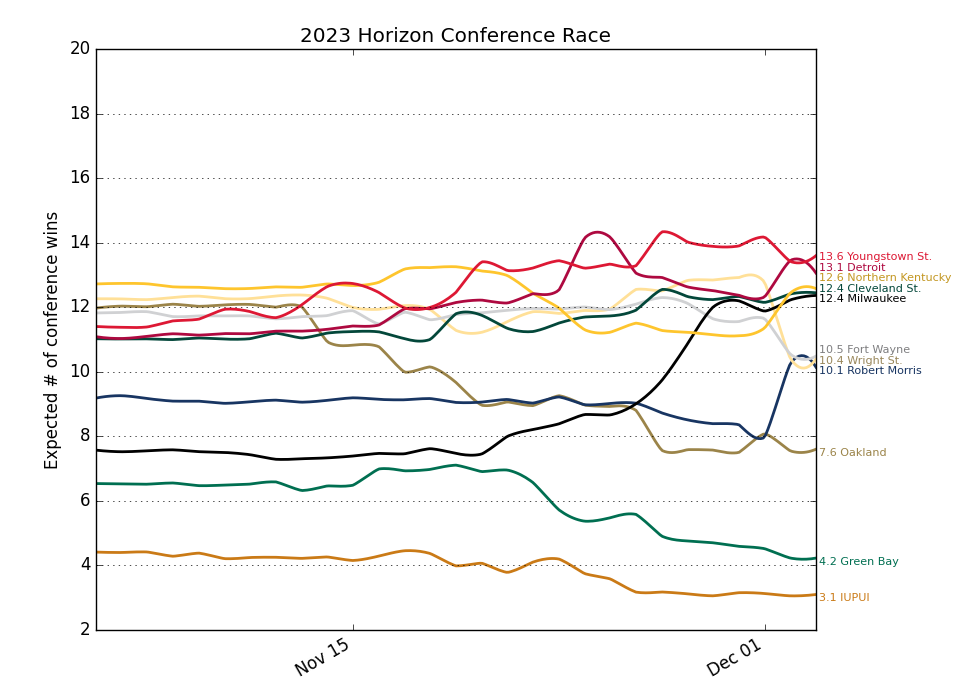 2023 Horizon Conference Race
Expected # of conference wins
20
18
16
14
12
10
8
6
4
2
Nov 15
Dec 01
13.6 Youngstown St.
13.1 Detroit
12.6 Northern Kentucky
12.4 Cleveland St.
12.4 Milwaukee
10.5 Fort Wayne
10.4 Wright St.
10.1 Robert Morris
7.6 Oakland
4.2 Green Bay
3.1 IUPUI